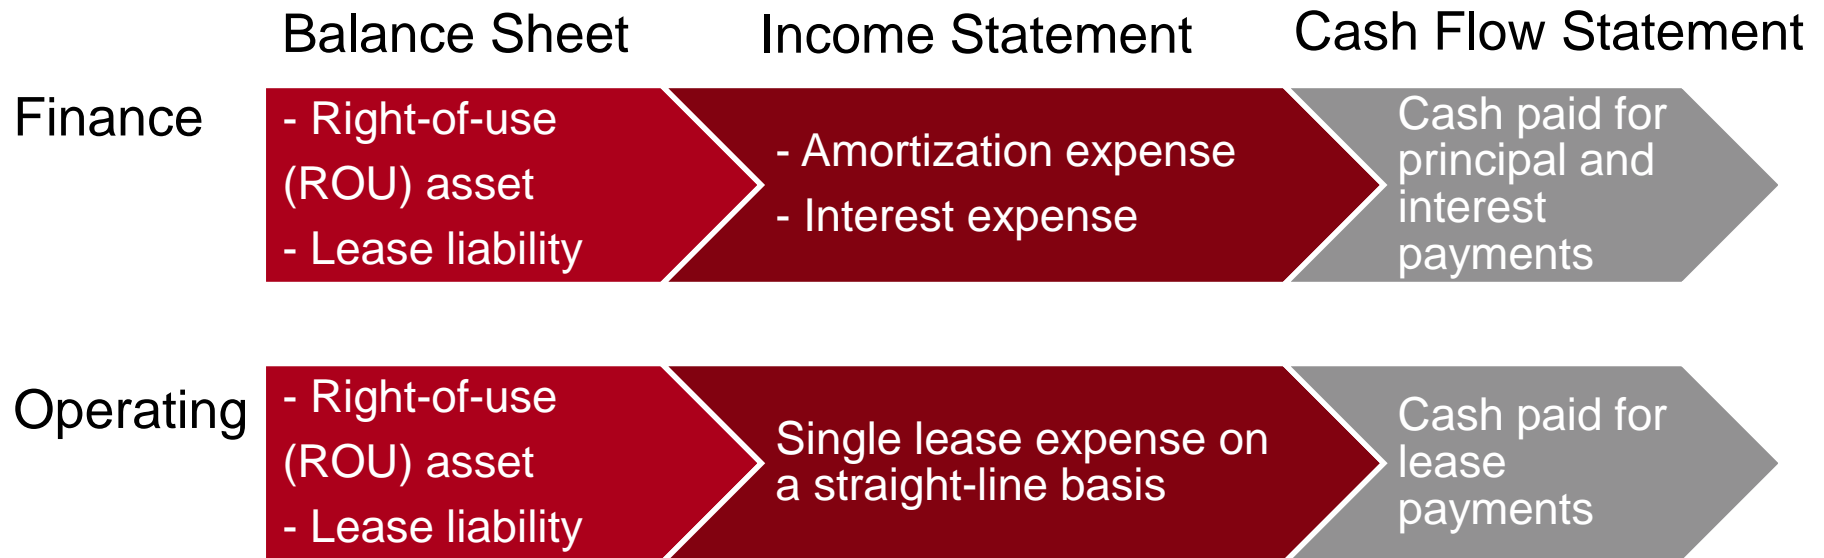 Balance Sheet
Income Statement
Cash Flow Statement
Finance
- Right-of-use
(ROU) asset
- Lease liability
- Amortization expense
- Interest expense
Cash paid for
principal and
interest
payments
Operating
- Right-of-use
(ROU) asset
- Lease liability
Single lease expense on
a straight-line basis
Cash paid for
lease
payments